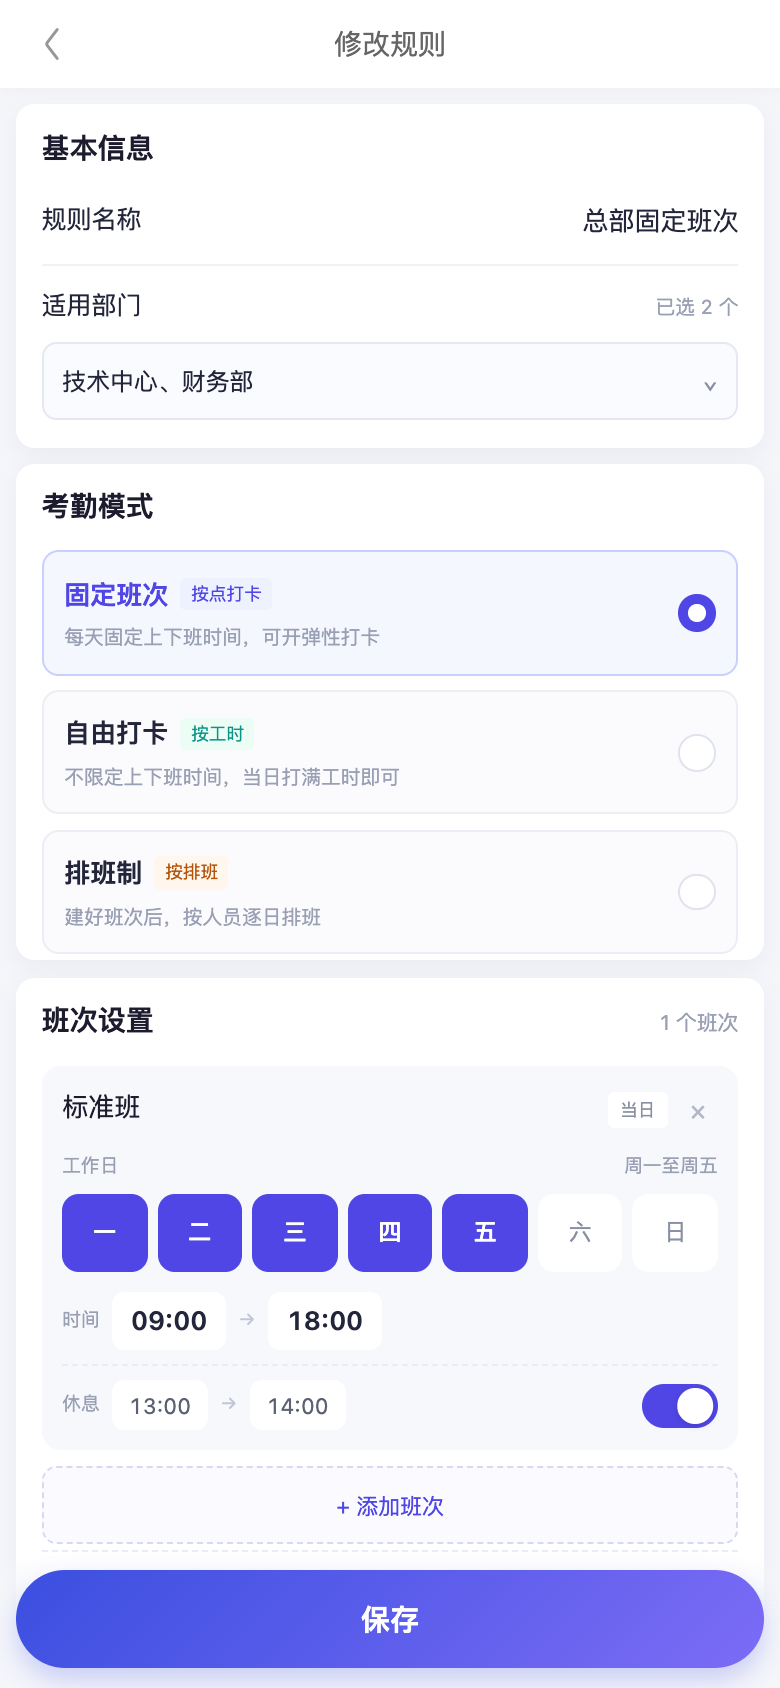 修改规则
基本信息
规则名称 总部固定班次
适用部门 已选 2 个
技术中心、财务部
考勤模式
固定班次 按点打卡
每天固定上下班时间，可开弹性打卡
自由打卡 按工时
不限定上下班时间，当日打满工时即可
排班制 按排班
建好班次后，按人员逐日排班
班次设置 1 个班次
标准班 当日 ×
工作日 周一至周五
一 二 三 四 五 六 日
时间 09:00 → 18:00
休息 13:00 → 14:00
+ 添加班次
保存